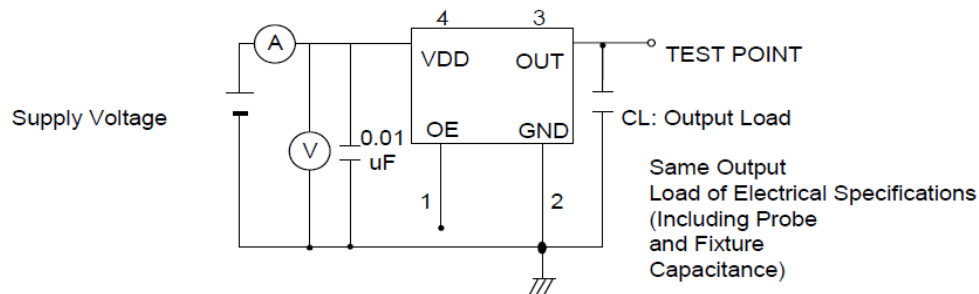 4
3
A
VDD
OUT
TEST POINT
Supply Voltage
V
0.01
uF
OE
GND
CL: Output Load
1
2
Same Output
Load of Electrical Specifications
(Including Probe
and Fixture
Capacitance)